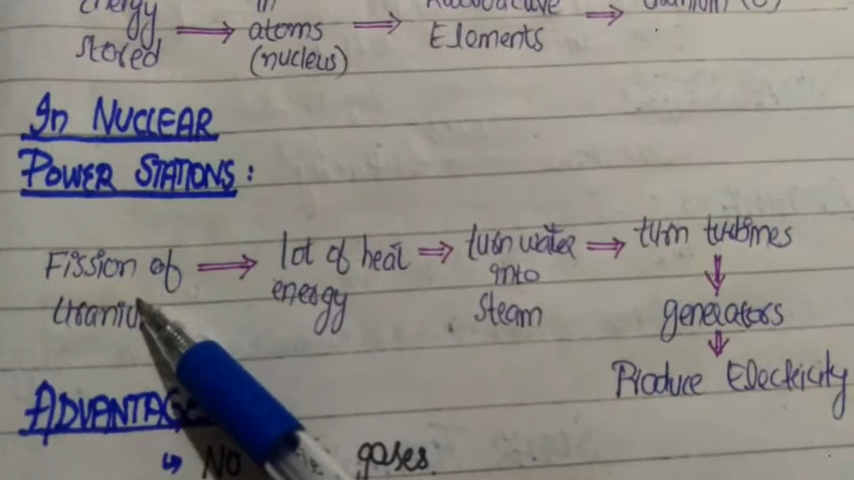 stored
atoms
(nucleus)
Elements
In NUCLEAR
POWER STATIONS:
Fission of
lot of heat
energy
turn water
into
steam
turn turbines
generators
Produce Electricity
No gases.